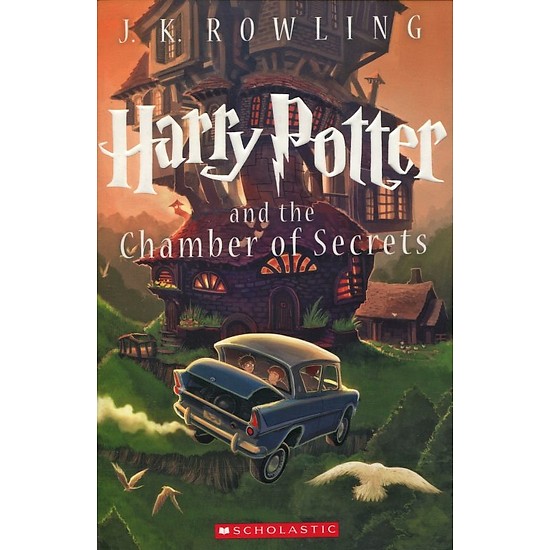 J. K. ROWLING
Harry Potter
and the
Chamber of Secrets
SCHOLASTIC